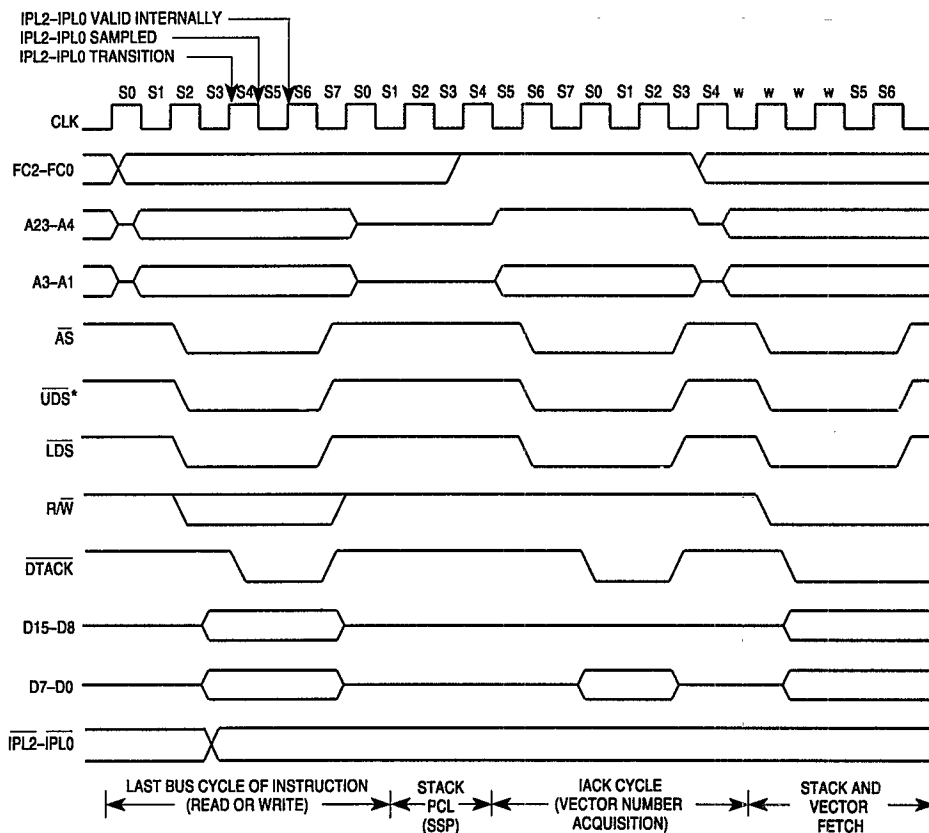 IPL2–IPL0 VALID INTERNALLY
IPL2–IPL0 SAMPLED
IPL2–IPL0 TRANSITION
S0 S1 S2 S3 S4 S5 S6 S7 S0 S1 S2 S3 S4 S5 S6 S7 S0 S1 S2 S3 S4 w w w w S5 S6
CLK
FC2–FC0
A23–A4
A3–A1
AS
UDS*
LDS
R/W
DTACK
D15–D8
D7–D0
IPL2–IPL0
LAST BUS CYCLE OF INSTRUCTION
(READ OR WRITE)
STACK
PCL
(SSP)
IACK CYCLE
(VECTOR NUMBER
ACQUISITION)
STACK AND
VECTOR
FETCH